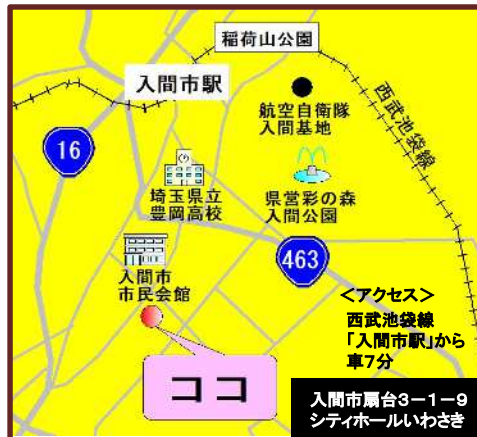 稲荷山公園
入間市駅
航空自衛隊
入間基地
西武池袋線
16
埼玉県立
豊岡高校
県営彩の森
入間公園
463
入間市
市民会館
<アクセス>
西武池袋線
「入間市駅」から
車7分
ココ
入間市扇台3-1-9
シティホールいわさき